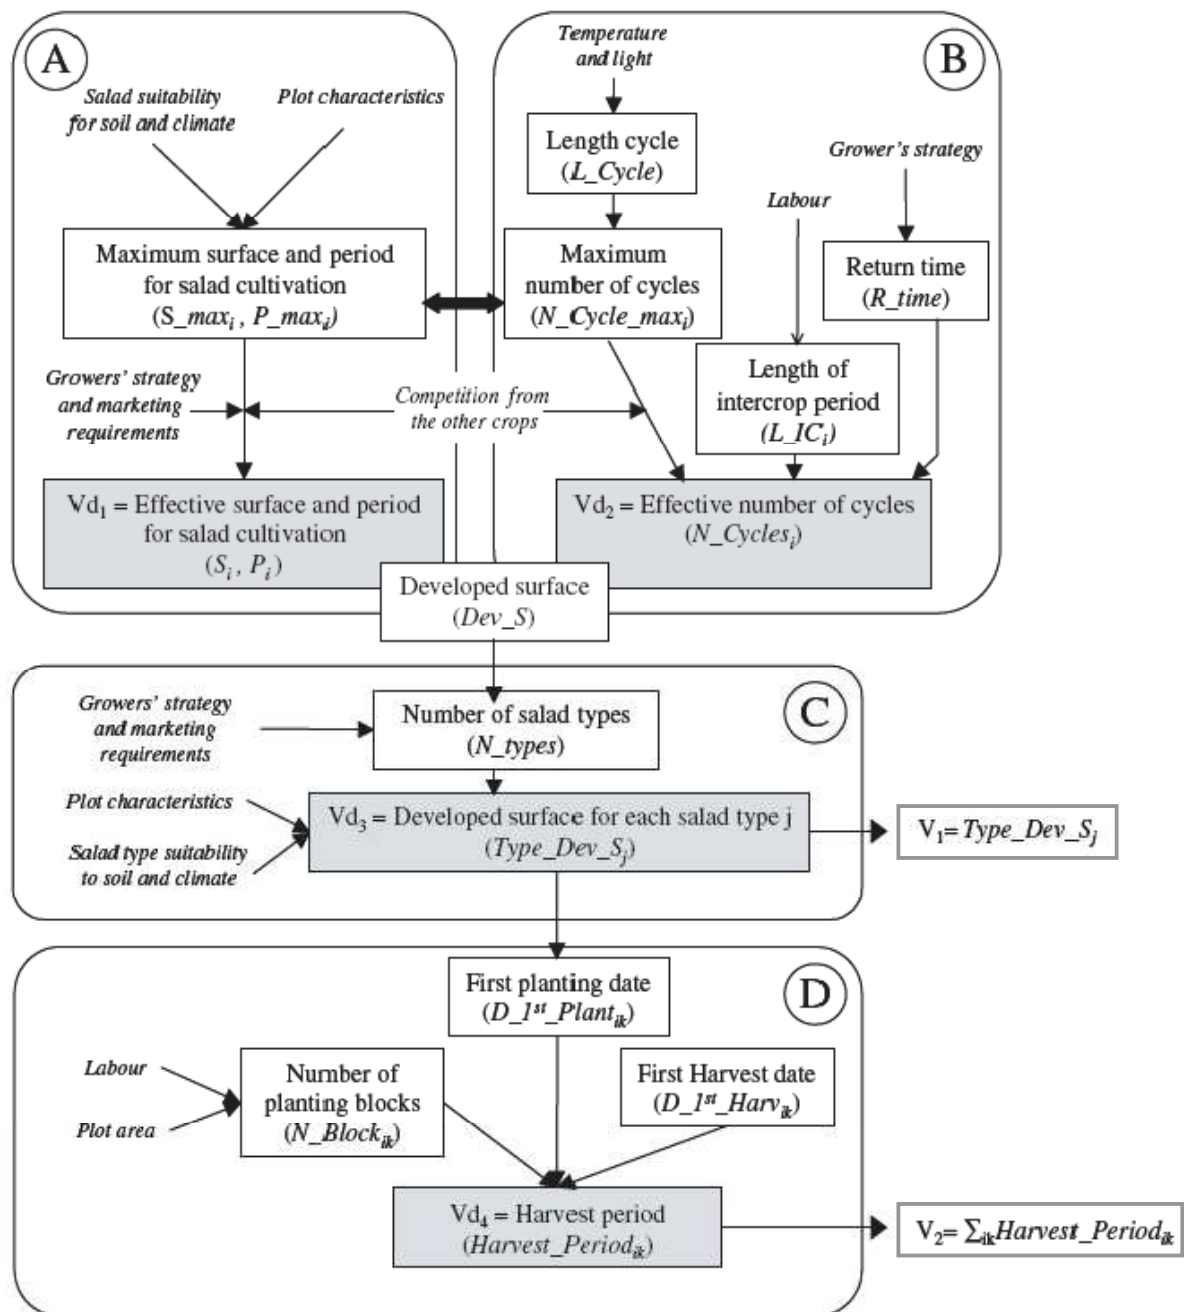 A
Salad suitability
for soil and climate
Plot characteristics
Maximum surface and period
for salad cultivation
(S_maxi , P_maxi)
Growers' strategy
and marketing
requirements
Vd1 = Effective surface and period
for salad cultivation
(Si , Pi)
B
Temperature
and light
Length cycle
(L_Cycle)
Grower's strategy
Labour
Maximum
number of cycles
(N_Cycle_maxi)
Return time
(R_time)
Length of
intercrop period
(L_ICi)
Competition from
the other crops
Vd2 = Effective number of cycles
(N_Cyclesi)
Developed surface
(Dev_S)
C
Growers' strategy
and marketing
requirements
Number of salad types
(N_types)
Plot characteristics
Salad type suitability
to soil and climate
Vd3 = Developed surface for each salad type j
(Type_Dev_Sj)
V1= Type_Dev_Sj
D
First planting date
(D_1st_Plantik)
Labour
Plot area
Number of
planting blocks
(N_Blockik)
First Harvest date
(D_1st_Harvik)
Vd4 = Harvest period
(Harvest_Periodik)
V2= ∑ikHarvest_Periodik